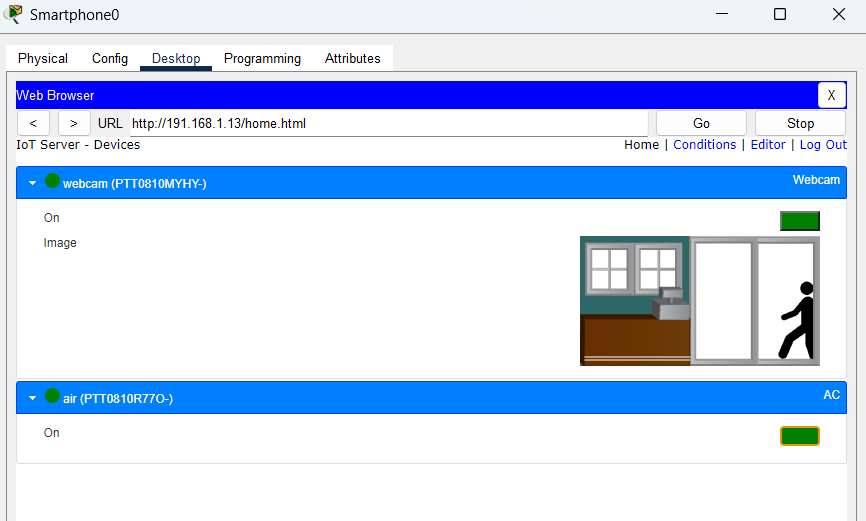 Smartphone0
Physical Config Desktop Programming Attributes
Web Browser X
< > URL http://191.168.1.13/home.html Go Stop
IoT Server - Devices Home | Conditions | Editor | Log Out
webcam (PTT0810MYHY-) Webcam
On
Image
air (PTT0810R77O-) AC
On